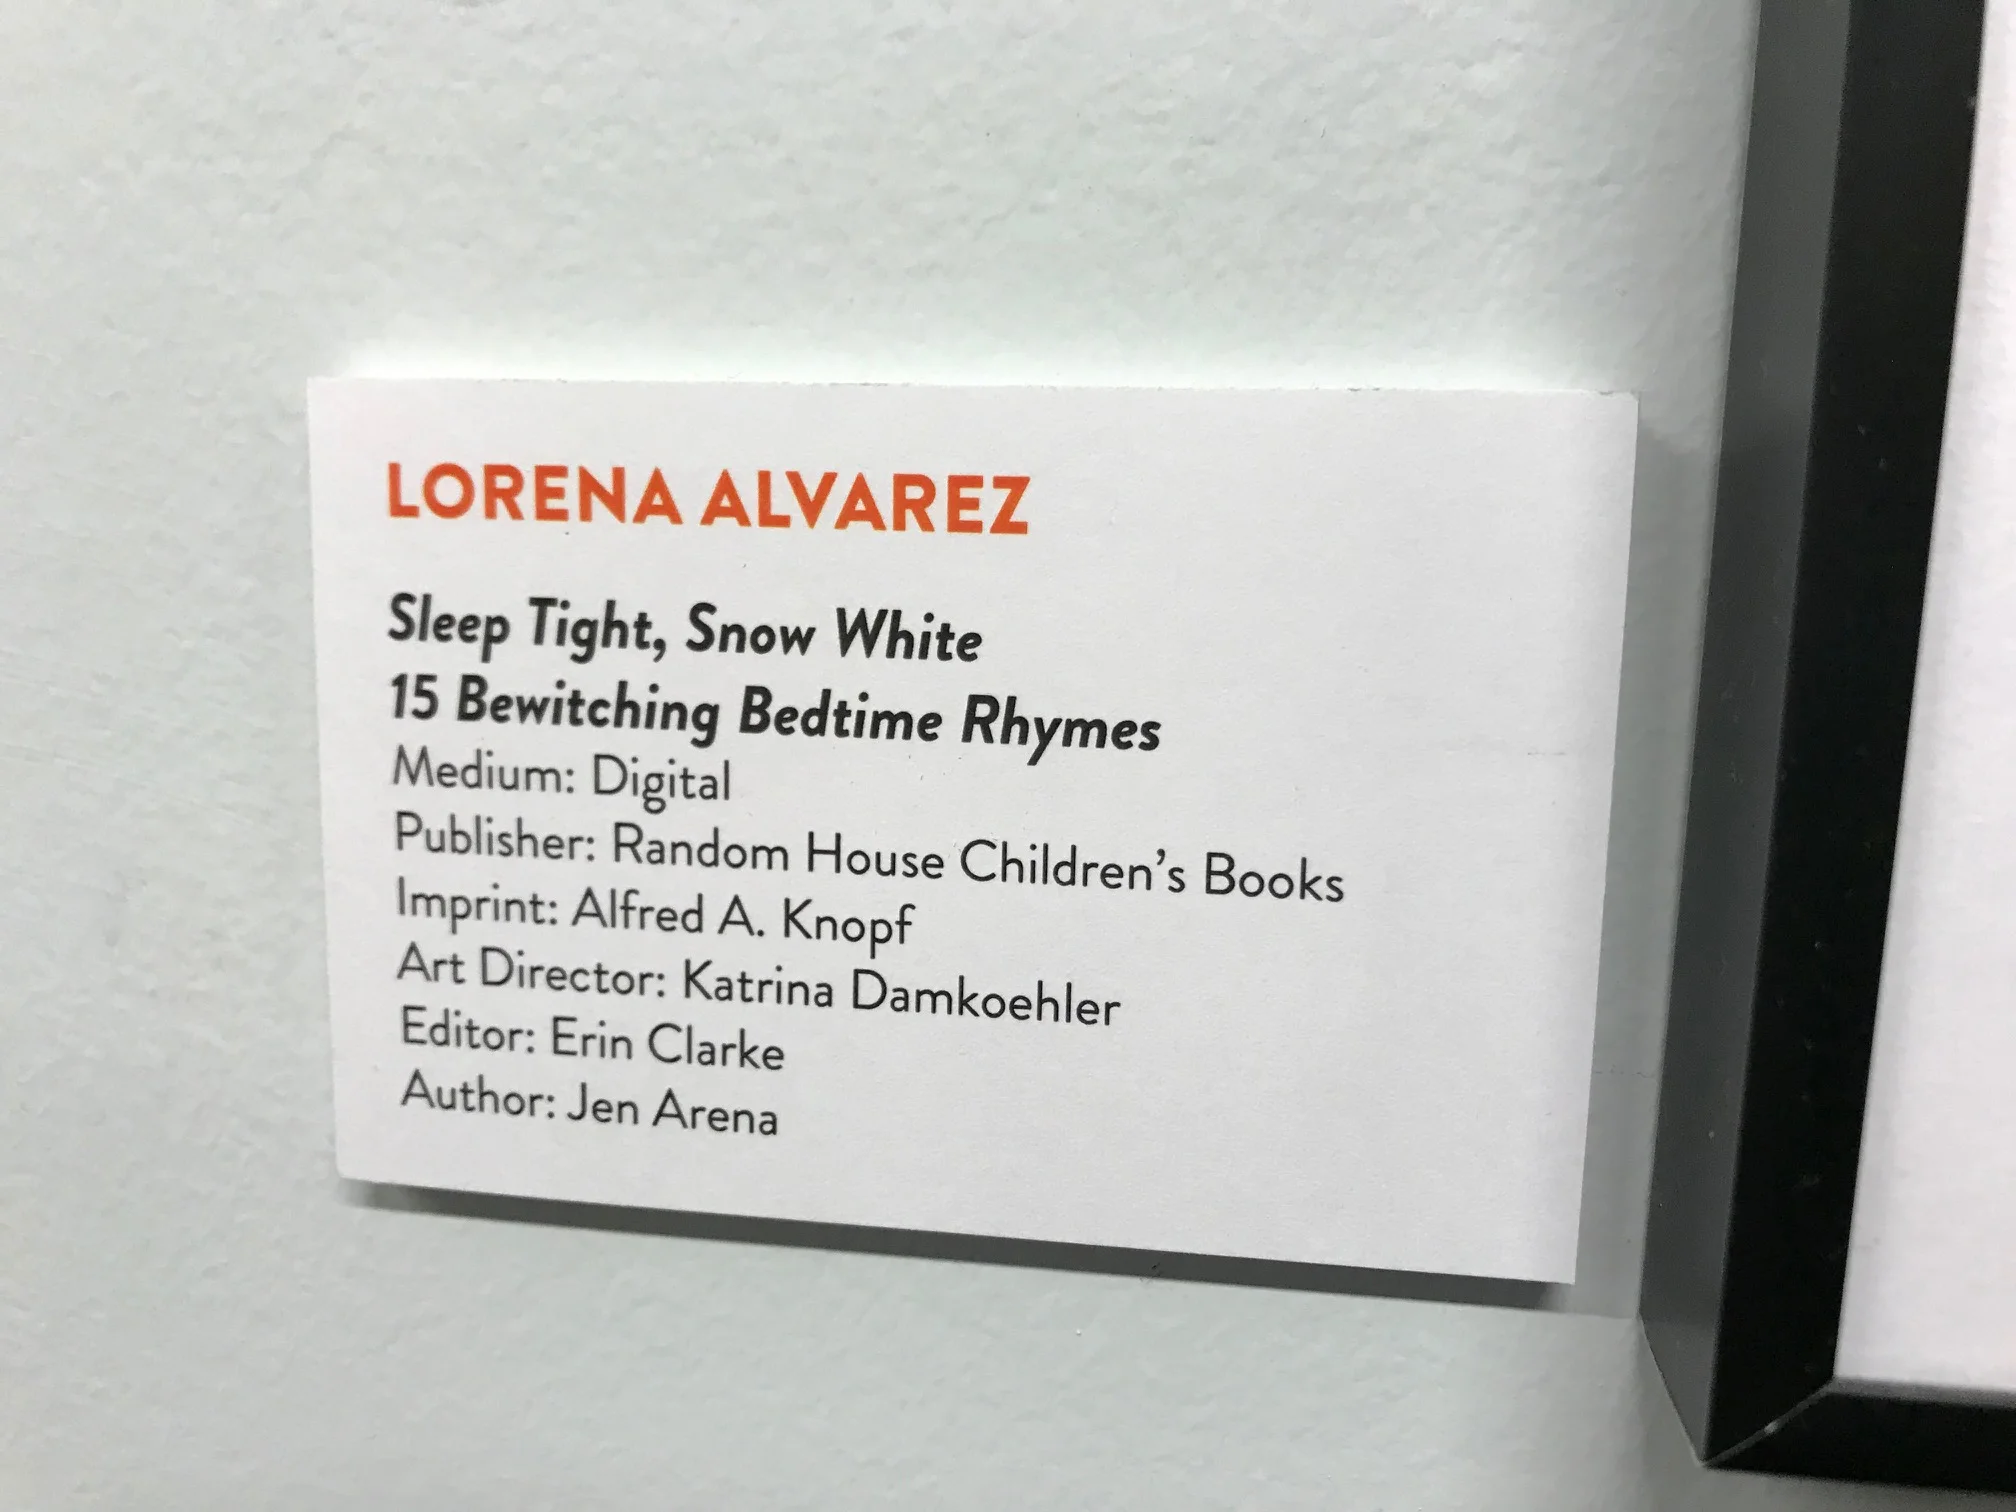 LORENA ALVAREZ
Sleep Tight, Snow White
15 Bewitching Bedtime Rhymes
Medium: Digital
Publisher: Random House Children’s Books
Imprint: Alfred A. Knopf
Art Director: Katrina Damkoehler
Editor: Erin Clarke
Author: Jen Arena